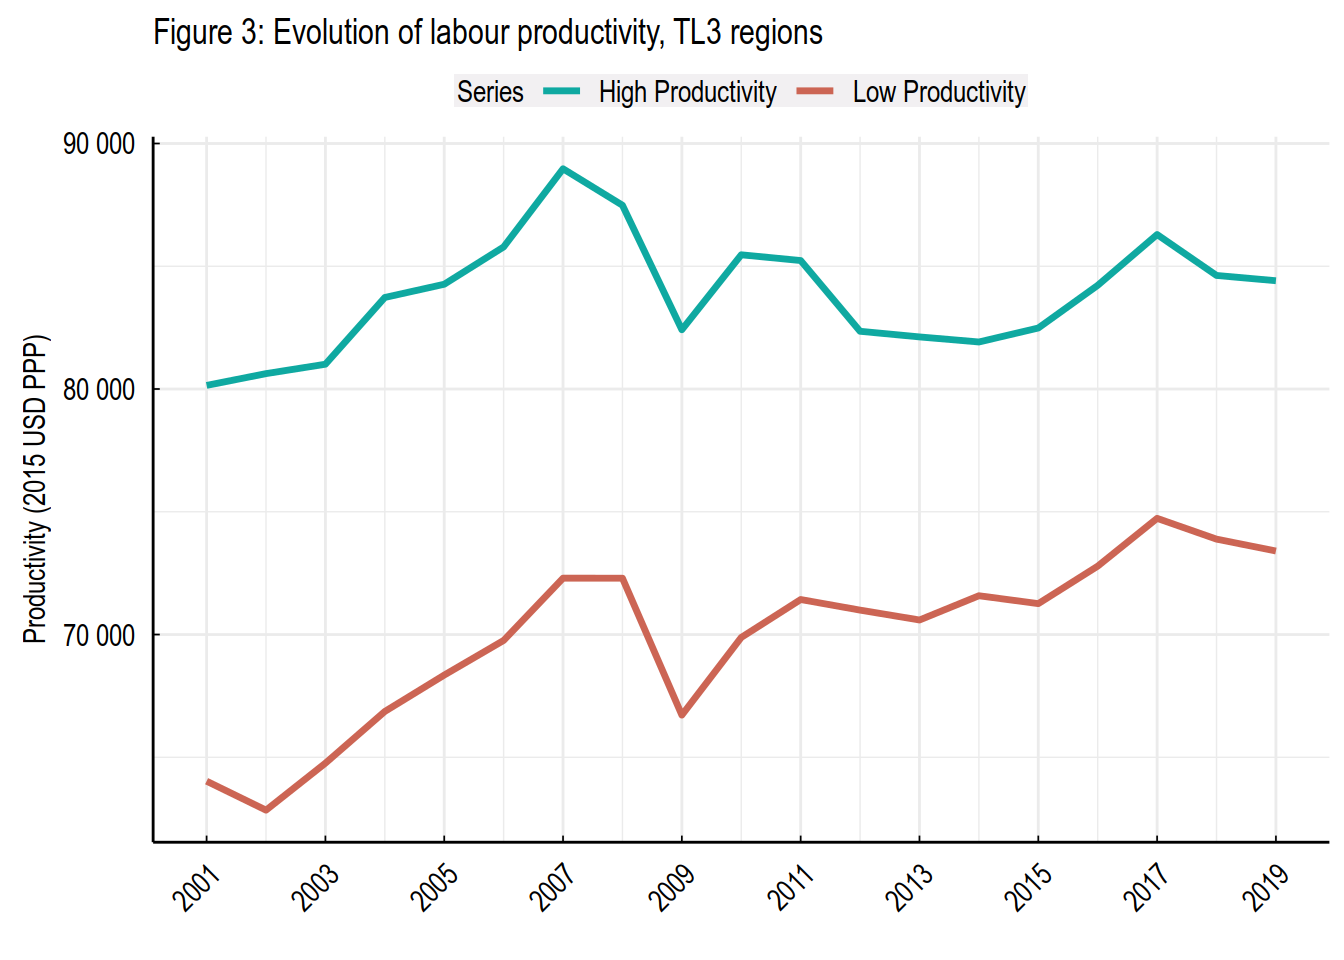 Figure 3: Evolution of labour productivity, TL3 regions
Series High Productivity Low Productivity
90 000
80 000
70 000
Productivity (2015 USD PPP)
2001 2003 2005 2007 2009 2011 2013 2015 2017 2019